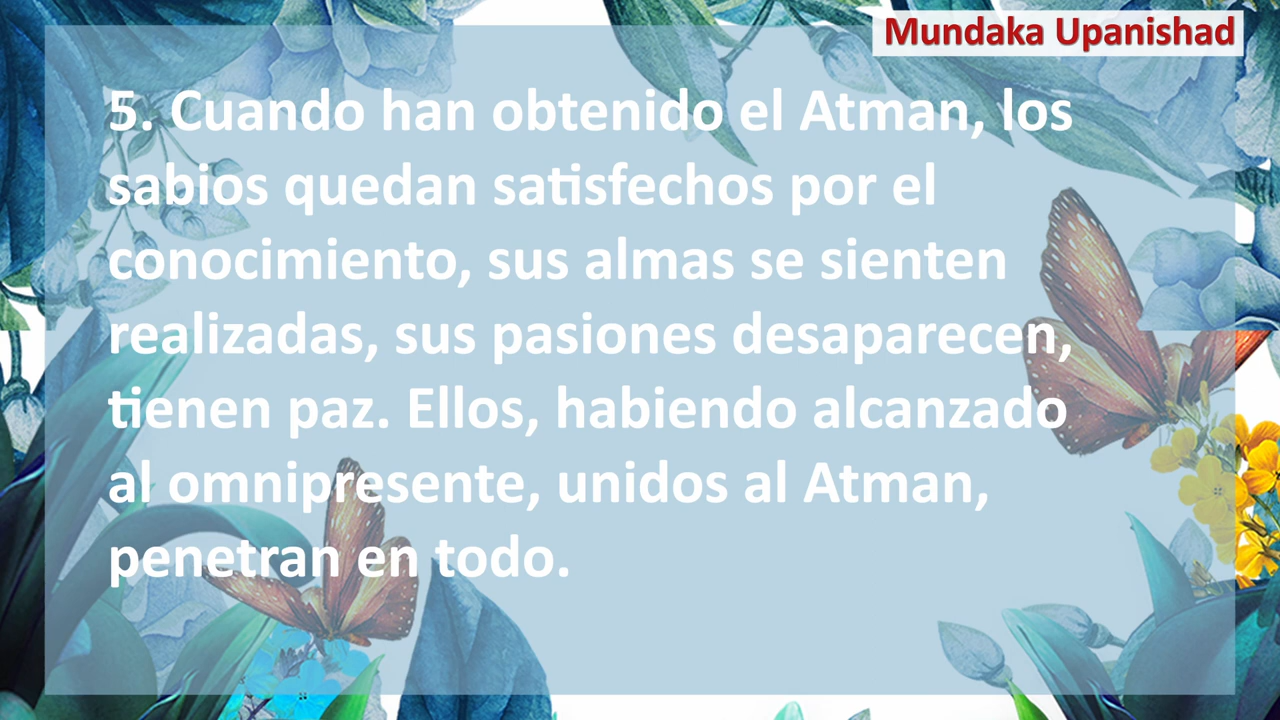 Mundaka Upanishad
5. Cuando han obtenido el Atman, los
sabios quedan satisfechos por el
conocimiento, sus almas se sienten
realizadas, sus pasiones desaparecen,
tienen paz. Ellos, habiendo alcanzado
al omnipresente, unidos al Atman,
penetran en todo.